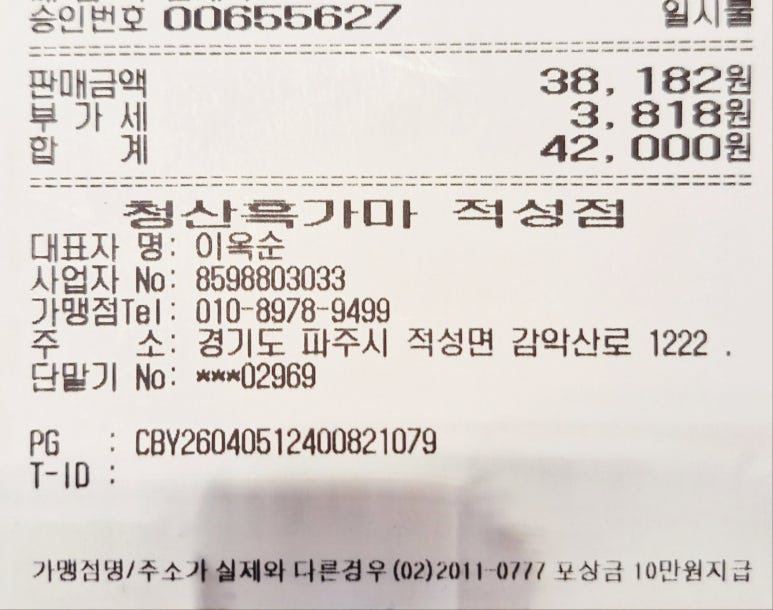 승인번호 00655627 일시불
판매금액 38,182원
부 가 세 3,818원
합 계 42,000원
청산흑가마 적성점
대표자 명: 이옥순
사업자 No: 8598803033
가맹점Tel: 010-8978-9499
주 소: 경기도 파주시 적성면 감악산로 1222 .
단말기 No: ***02969
PG : CBY26040512400821079
T-ID :
가맹점명/주소가 실제와 다른경우(02)2011-0777 포상금 10만원지급